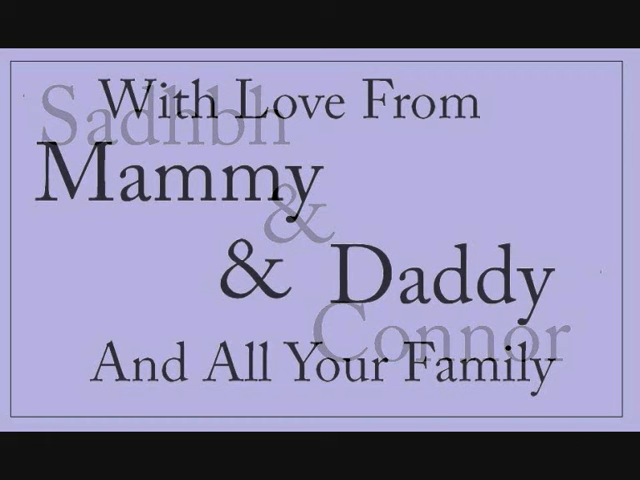 With Love From
Sadhbh
Mammy
&
& Daddy
Connor
And All Your Family